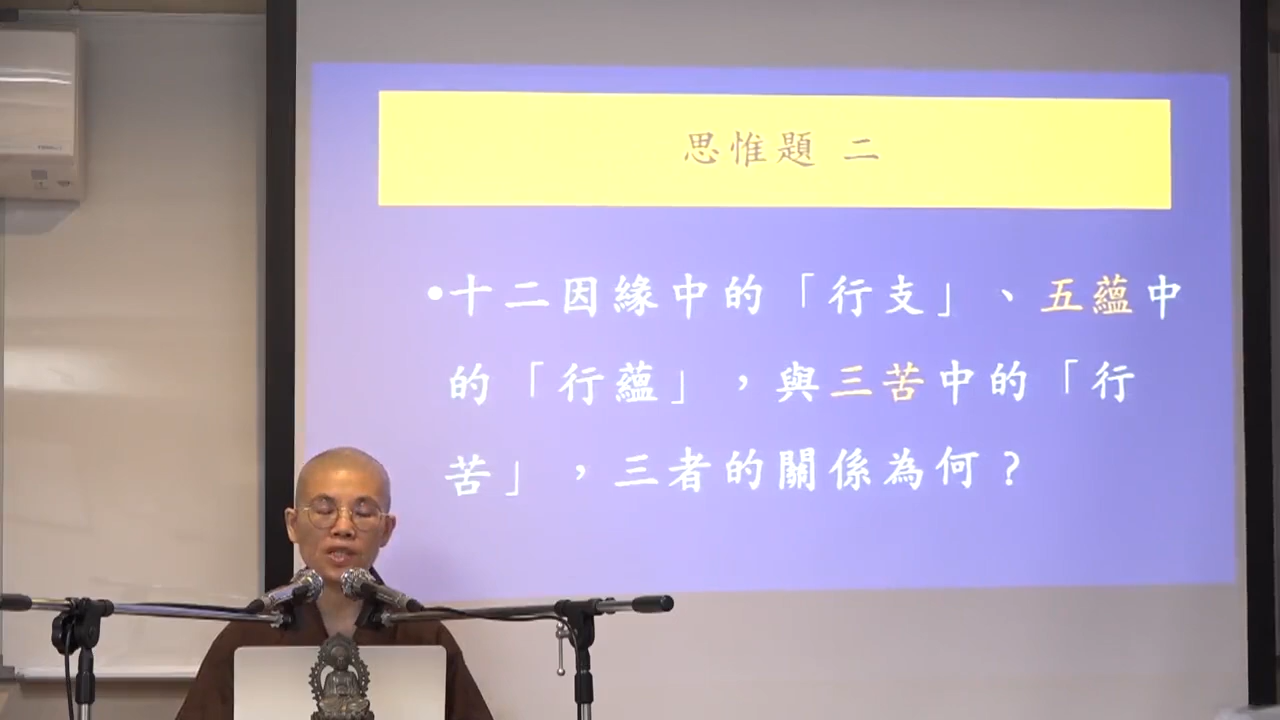 思惟題 二
•十二因緣中的「行支」、五蘊中
的「行蘊」，與三苦中的「行
苦」，三者的關係為何？